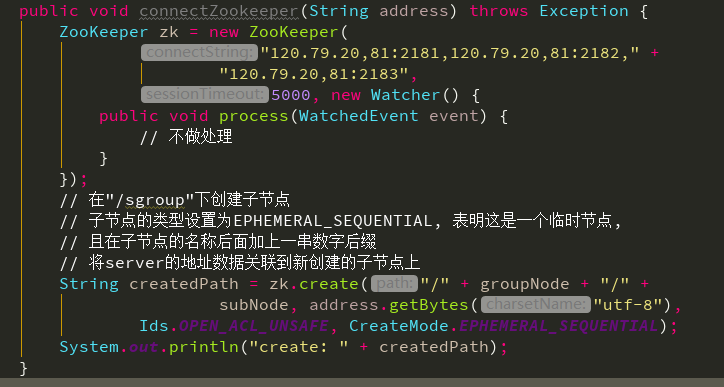 public void connectZookeeper(String address) throws Exception {
ZooKeeper zk = new ZooKeeper(
connectString: "120.79.20,81:2181,120.79.20,81:2182," +
"120.79.20,81:2183",
sessionTimeout: 5000, new Watcher() {
public void process(WatchedEvent event) {
// 不做处理
}
});
// 在"/sgroup"下创建子节点
// 子节点的类型设置为EPHEMERAL_SEQUENTIAL, 表明这是一个临时节点,
// 且在子节点的名称后面加上一串数字后缀
// 将server的地址数据关联到新创建的子节点上
String createdPath = zk.create( path: "/" + groupNode + "/" +
subNode, address.getBytes( charsetName: "utf-8"),
Ids.OPEN_ACL_UNSAFE, CreateMode.EPHEMERAL_SEQUENTIAL);
System.out.println("create: " + createdPath);
}